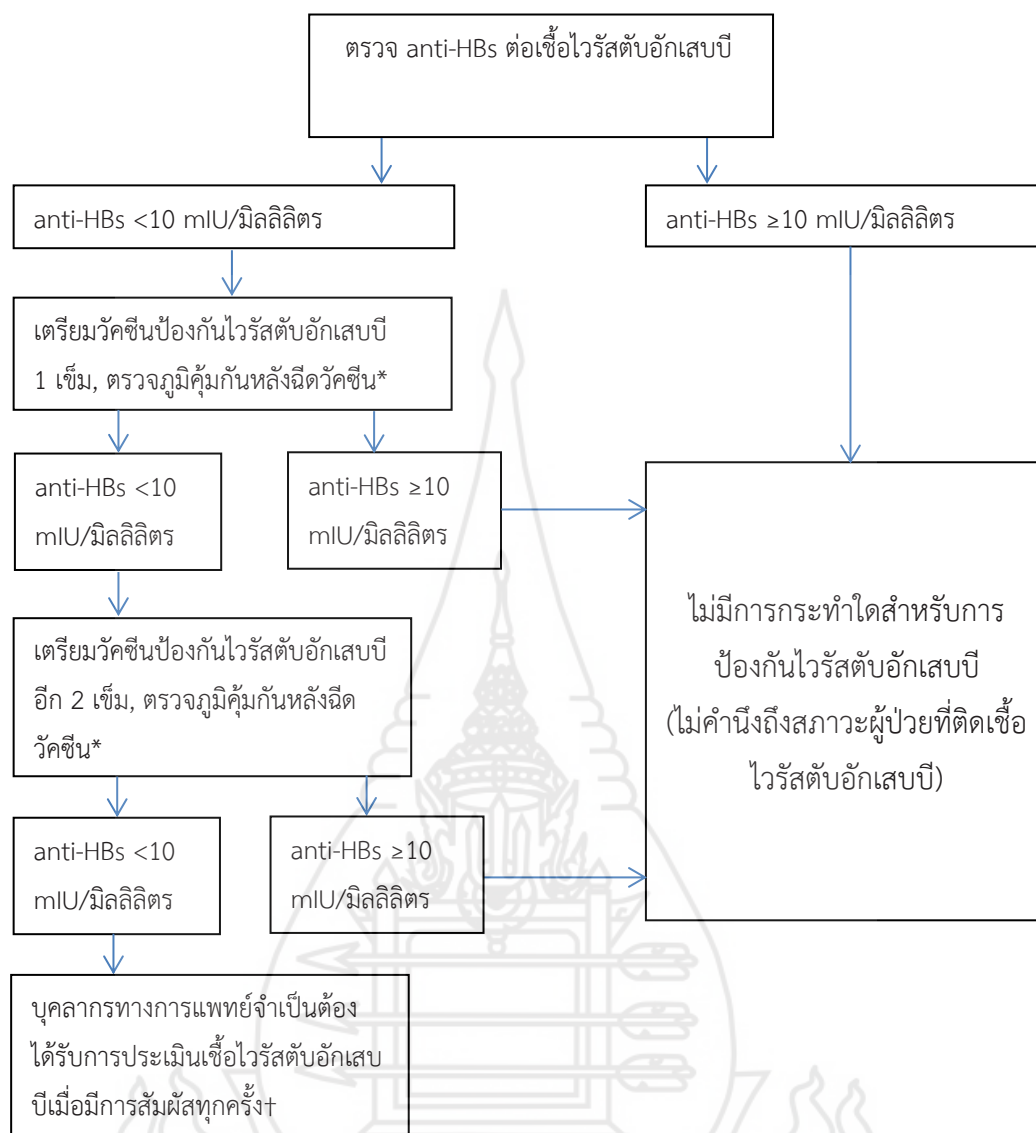 ตรวจ anti-HBs ต่อเชื้อไวรัสตับอักเสบบี
anti-HBs <10 mIU/มิลลิลิตร
anti-HBs ≥10 mIU/มิลลิลิตร
เตรียมวัคซีนป้องกันไวรัสตับอักเสบบี
1 เข็ม, ตรวจภูมิคุ้มกันหลังฉีดวัคซีน*
anti-HBs <10
mIU/มิลลิลิตร
anti-HBs ≥10
mIU/มิลลิลิตร
ไม่มีการกระทำใดสำหรับการ
ป้องกันไวรัสตับอักเสบบี
(ไม่คำนึงถึงสภาวะผู้ป่วยที่ติดเชื้อ
ไวรัสตับอักเสบบี)
เตรียมวัคซีนป้องกันไวรัสตับอักเสบบี
อีก 2 เข็ม, ตรวจภูมิคุ้มกันหลังฉีด
วัคซีน*
anti-HBs <10
mIU/มิลลิลิตร
anti-HBs ≥10
mIU/มิลลิลิตร
บุคลากรทางการแพทย์จำเป็นต้อง
ได้รับการประเมินเชื้อไวรัสตับอักเสบ
บีเมื่อมีการสัมผัสทุกครั้ง†